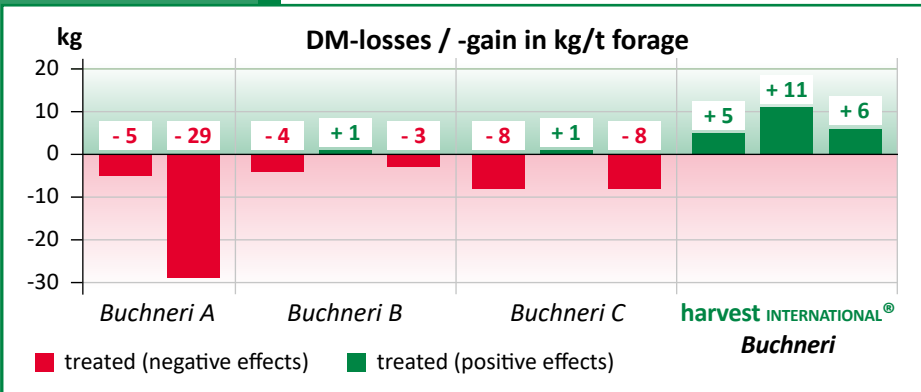 kg
DM-losses / -gain in kg/t forage
20
10
0
-10
-20
-30
- 5
- 29
- 4
+ 1
- 3
- 8
+ 1
- 8
+ 5
+ 11
+ 6
Buchneri A
Buchneri B
Buchneri C
harvest INTERNATIONAL®
Buchneri
treated (negative effects)
treated (positive effects)